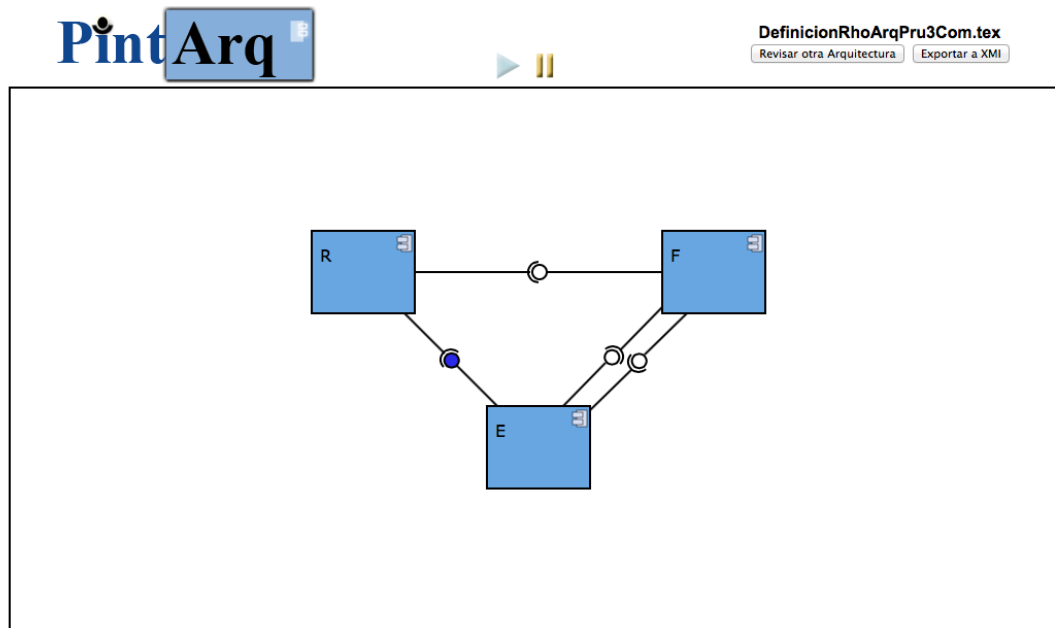 PintArq
DefinicionRhoArqPru3Com.tex
Revisar otra Arquitectura
Exportar a XMI
R
F
E